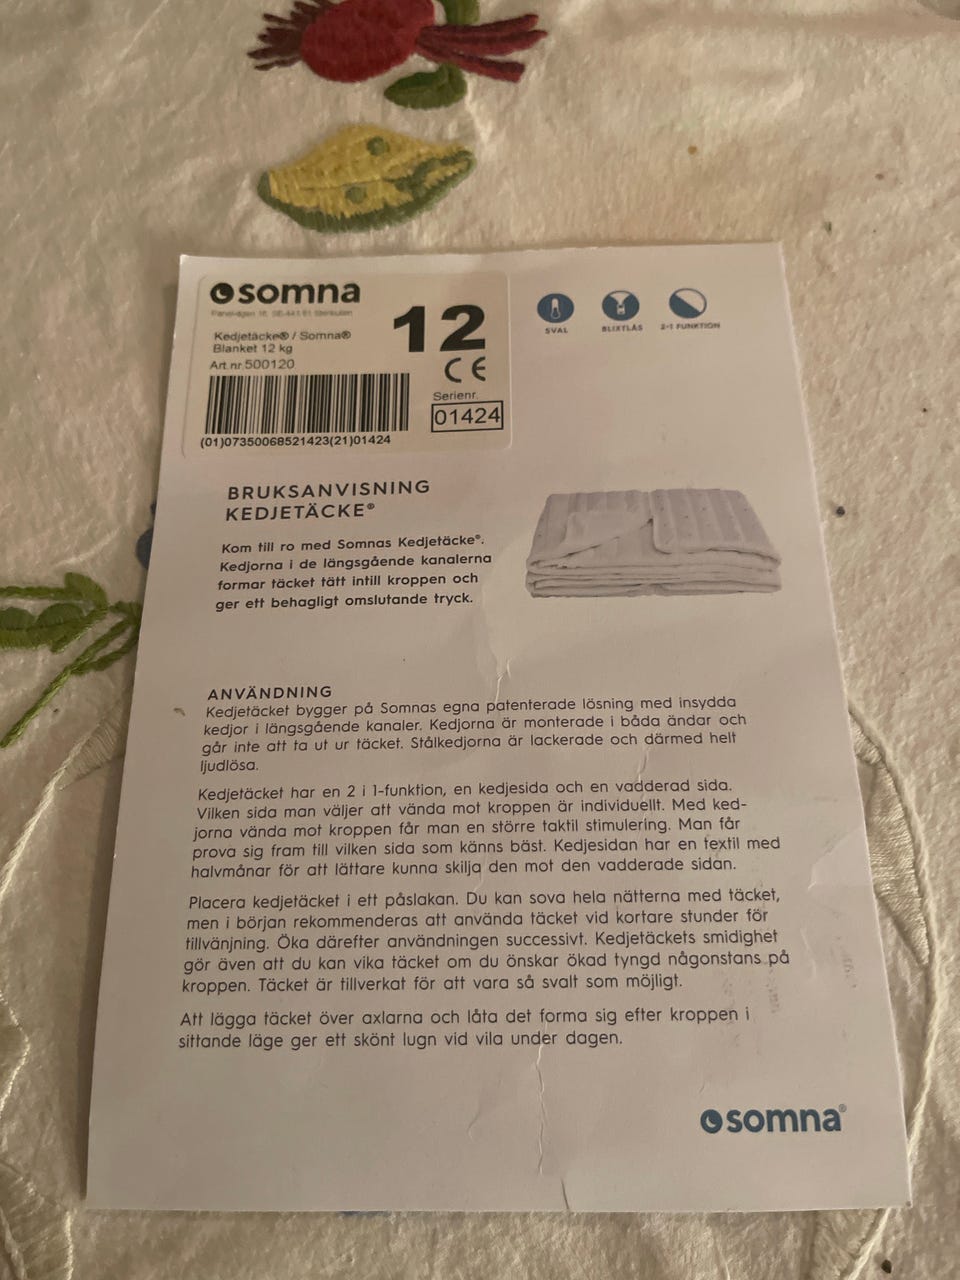 somna
Kedjetäcke® / Somna®
Blanket 12 kg
Art.nr.500120
12
CE
Serienr.
01424
(01)07350068521423(21)01424
SVAL
BLIXTLÅS
2-1 FUNKTION
BRUKSANVISNING
KEDJETÄCKE®
Kom till ro med Somnas Kedjetäcke®.
Kedjorna i de längsgående kanalerna
formar täcket tätt intill kroppen och
ger ett behagligt omslutande tryck.
ANVÄNDNING
Kedjetäcket bygger på Somnas egna patenterade lösning med insydda
kedjor i längsgående kanaler. Kedjorna är monterade i båda ändar och
går inte att ta ut ur täcket. Stålkedjorna är lackerade och därmed helt
ljudlösa.
Kedjetäcket har en 2 i 1-funktion, en kedjesida och en vadderad sida.
Vilken sida man väljer att vända mot kroppen är individuellt. Med ked-
jorna vända mot kroppen får man en större taktil stimulering. Man får
prova sig fram till vilken sida som känns bäst. Kedjesidan har en textil med
halvmånar för att lättare kunna skilja den mot den vadderade sidan.
Placera kedjetäcket i ett påslakan. Du kan sova hela nätterna med täcket,
men i början rekommenderas att använda täcket vid kortare stunder för
tillvänjning. Öka därefter användningen successivt. Kedjetäckets smidighet
gör även att du kan vika täcket om du önskar ökad tyngd någonstans på
kroppen. Täcket är tillverkat för att vara så svalt som möjligt.
Att lägga täcket över axlarna och låta det forma sig efter kroppen i
sittande läge ger ett skönt lugn vid vila under dagen.
somna®